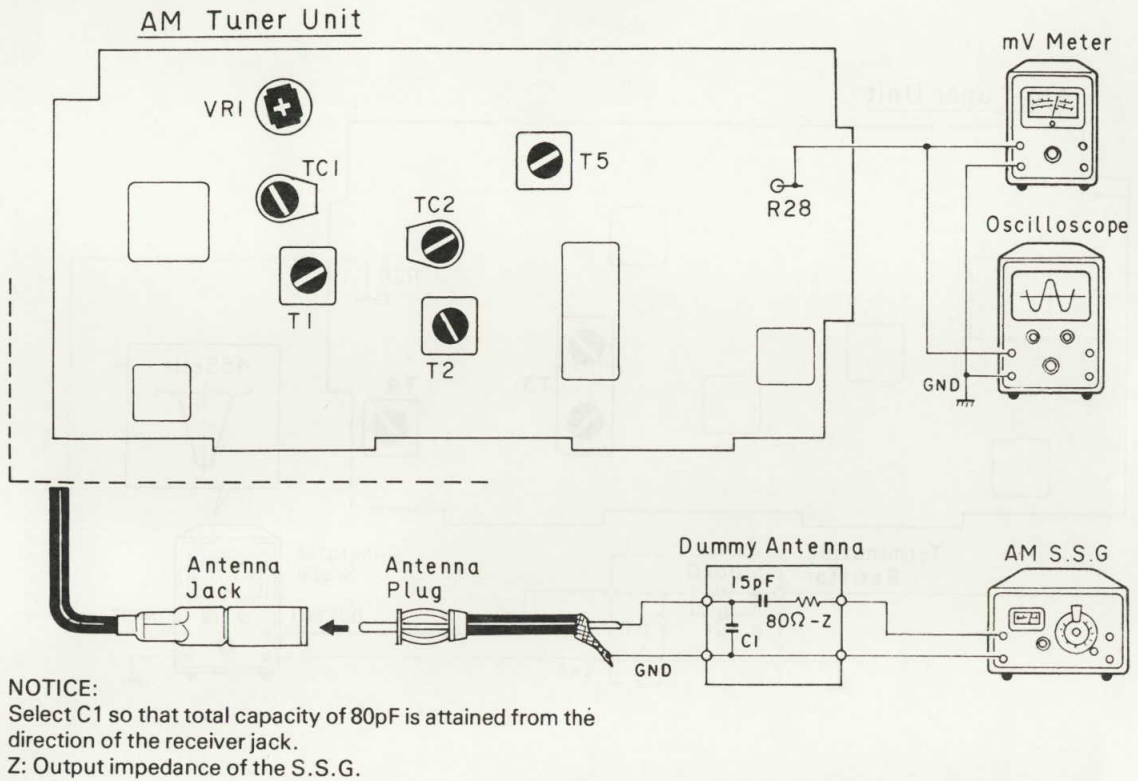 AM Tuner Unit
mV Meter
VR1
TC1
T5
TC2
R28
Oscilloscope
T1
T2
GND
Antenna
Jack
Antenna
Plug
Dummy Antenna
15pF
80Ω-Z
C1
AM S.S.G
GND
NOTICE:
Select C1 so that total capacity of 80pF is attained from the
direction of the receiver jack.
Z: Output impedance of the S.S.G.